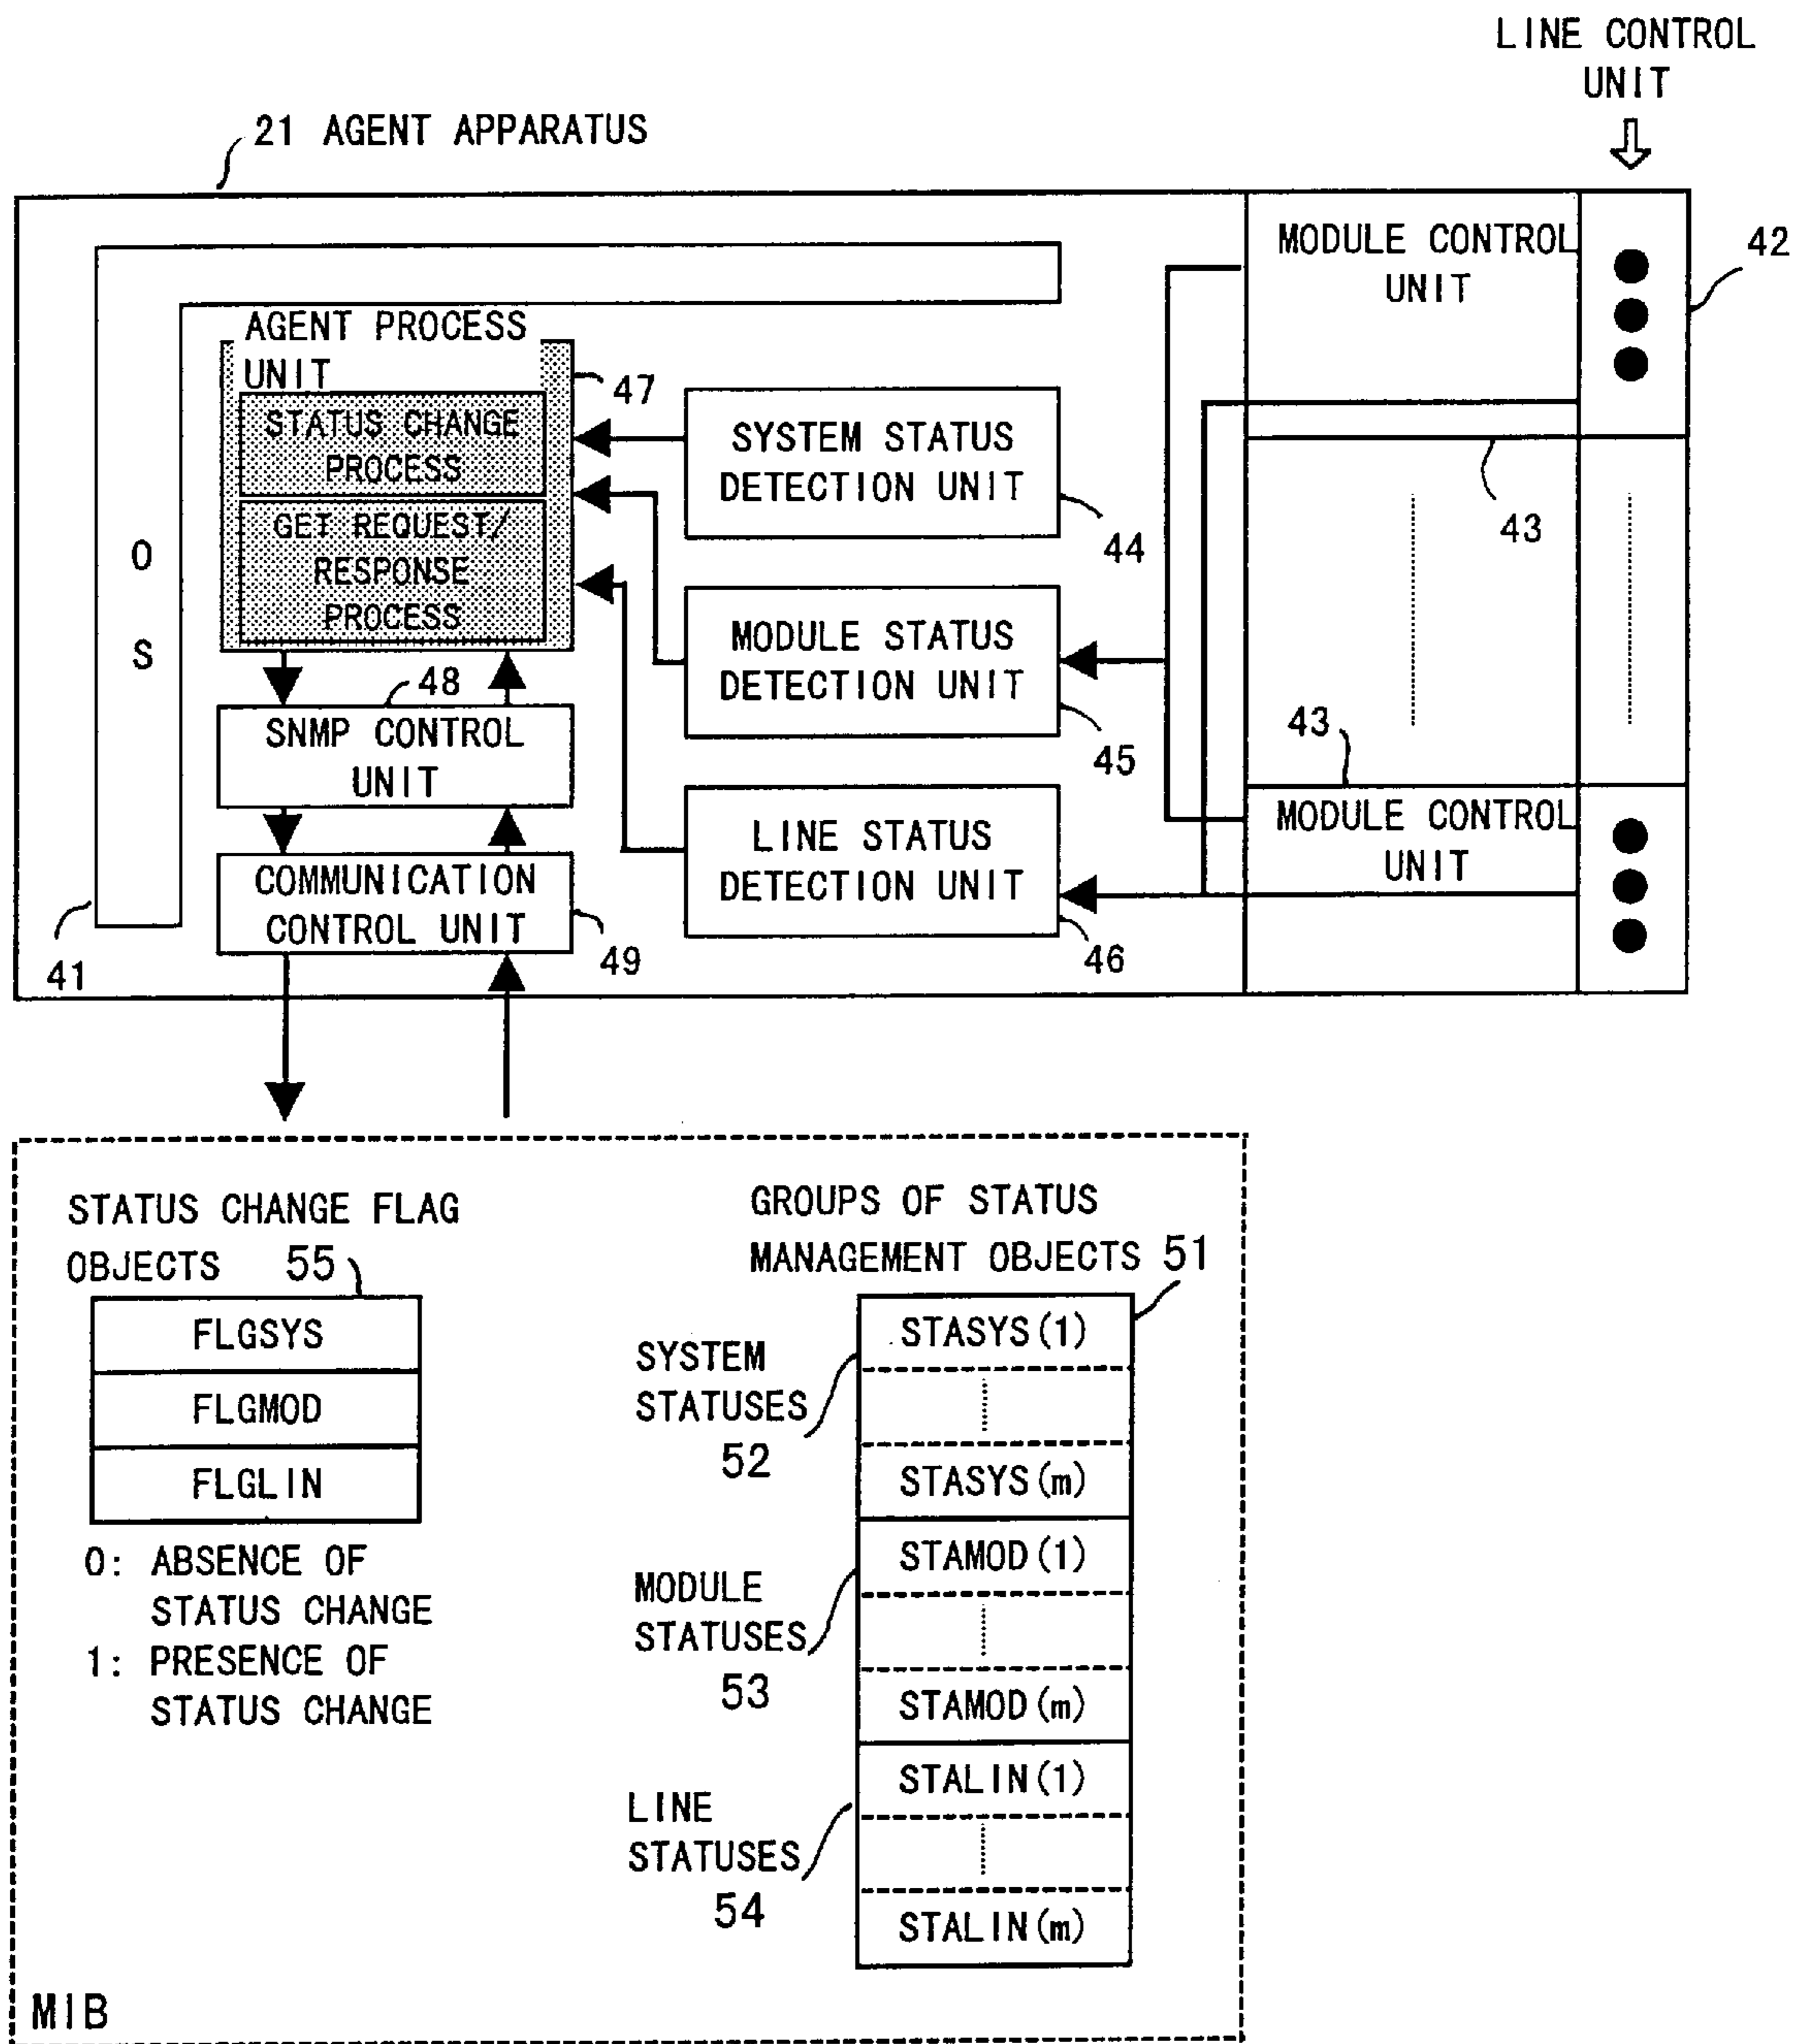 LINE CONTROL
UNIT
21 AGENT APPARATUS
MODULE CONTROL
UNIT
42
AGENT PROCESS
UNIT
47
STATUS CHANGE
PROCESS
GET REQUEST/
RESPONSE
PROCESS
SYSTEM STATUS
DETECTION UNIT
44
43
O
S
MODULE STATUS
DETECTION UNIT
45
48
SNMP CONTROL
UNIT
43
MODULE CONTROL
UNIT
LINE STATUS
DETECTION UNIT
46
COMMUNICATION
CONTROL UNIT
49
41
STATUS CHANGE FLAG
OBJECTS 55
FLGSYS
FLGMOD
FLGLIN
0: ABSENCE OF
STATUS CHANGE
1: PRESENCE OF
STATUS CHANGE
GROUPS OF STATUS
MANAGEMENT OBJECTS 51
SYSTEM
STATUSES
52
STASYS(1)
STASYS(m)
MODULE
STATUSES
53
STAMOD(1)
STAMOD(m)
LINE
STATUSES
54
STALIN(1)
STALIN(m)
MIB